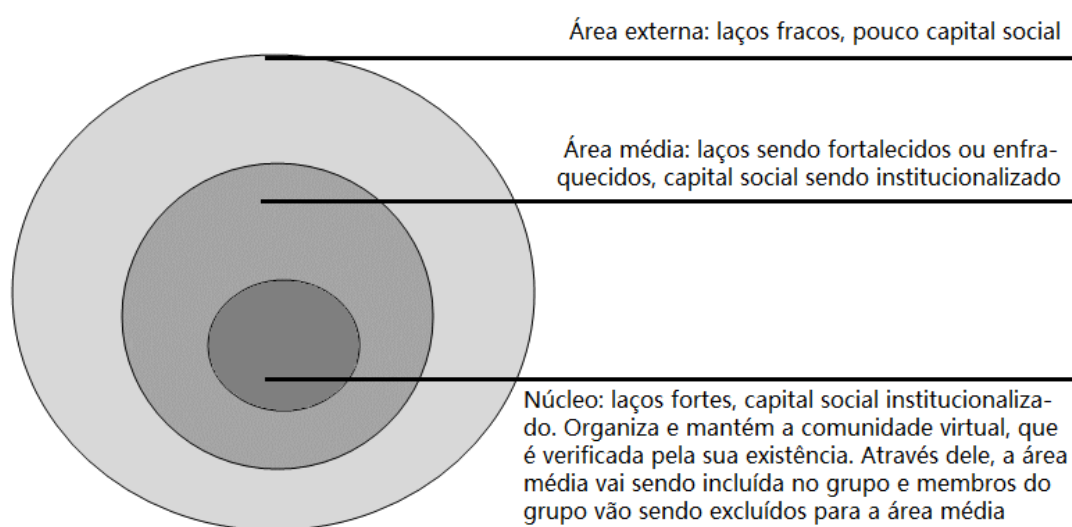 Área externa: laços fracos, pouco capital social
Área média: laços sendo fortalecidos ou enfra-
quecidos, capital social sendo institucionalizado
Núcleo: laços fortes, capital social institucionaliza-
do. Organiza e mantém a comunidade virtual, que
é verificada pela sua existência. Através dele, a área
média vai sendo incluída no grupo e membros do
grupo vão sendo excluídos para a área média